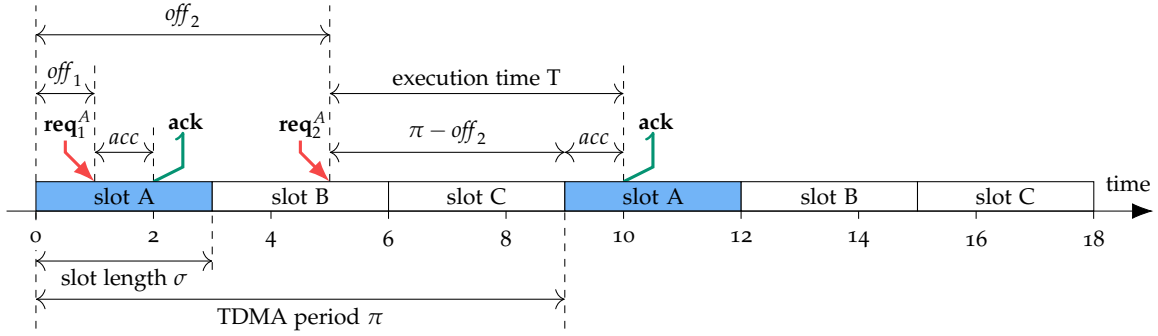 off₂
off₁ execution time T
req₁ᴬ acc ack req₂ᴬ π − off₂ acc ack
slot A slot B slot C slot A slot B slot C time
0 2 4 6 8 10 12 14 16 18
slot length σ
TDMA period π